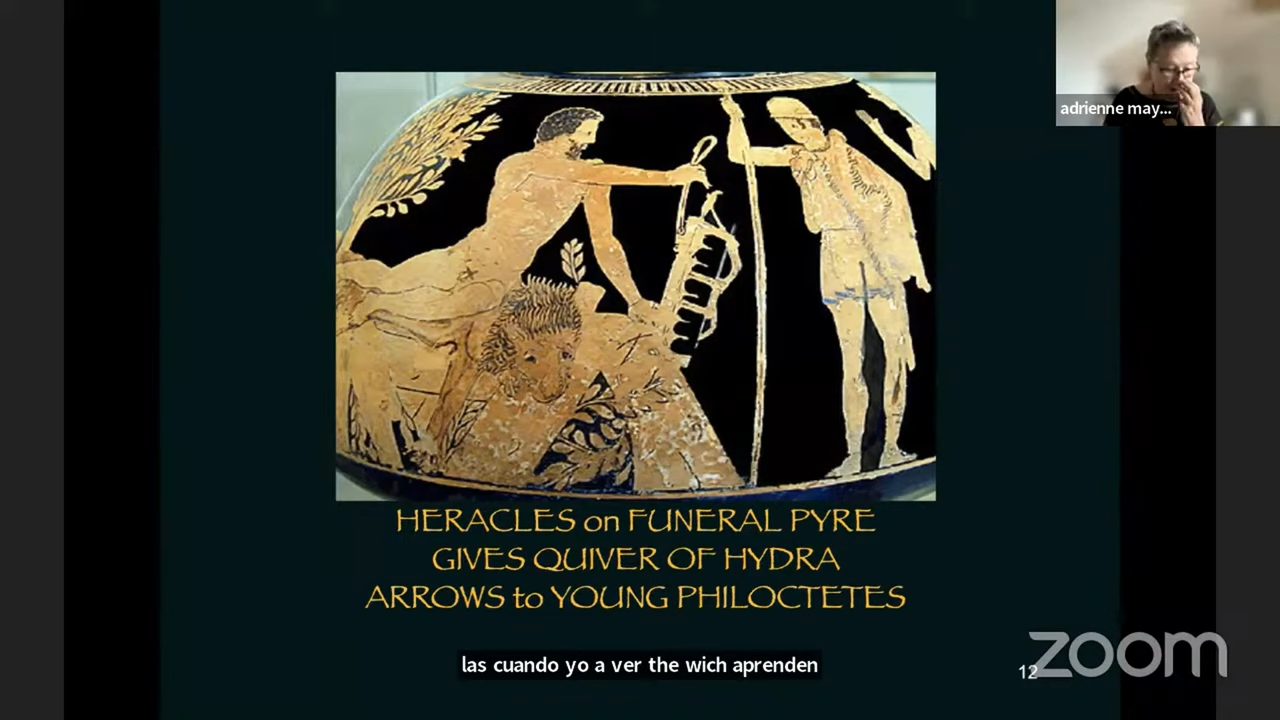 adrienne may...
HERACLES on FUNERAL PYRE
GIVES QUIVER OF HYDRA
ARROWS to YOUNG PHILOCTETES
las cuando yo a ver the wich aprenden
12
zoom